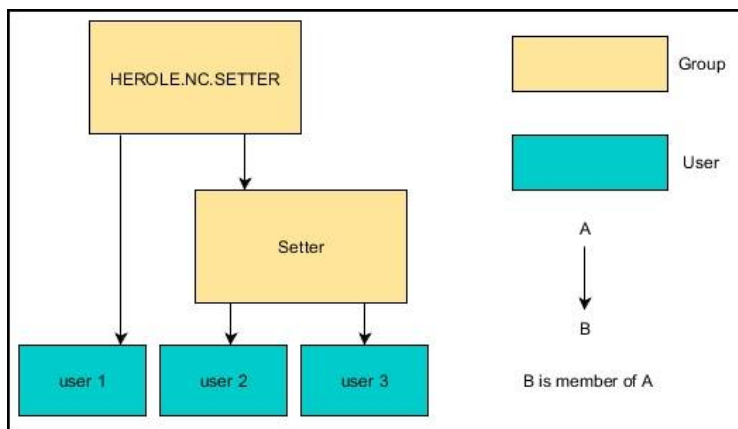 HEROLE.NC.SETTER
Group
User
A
Setter
B
user 1
user 2
user 3
B is member of A